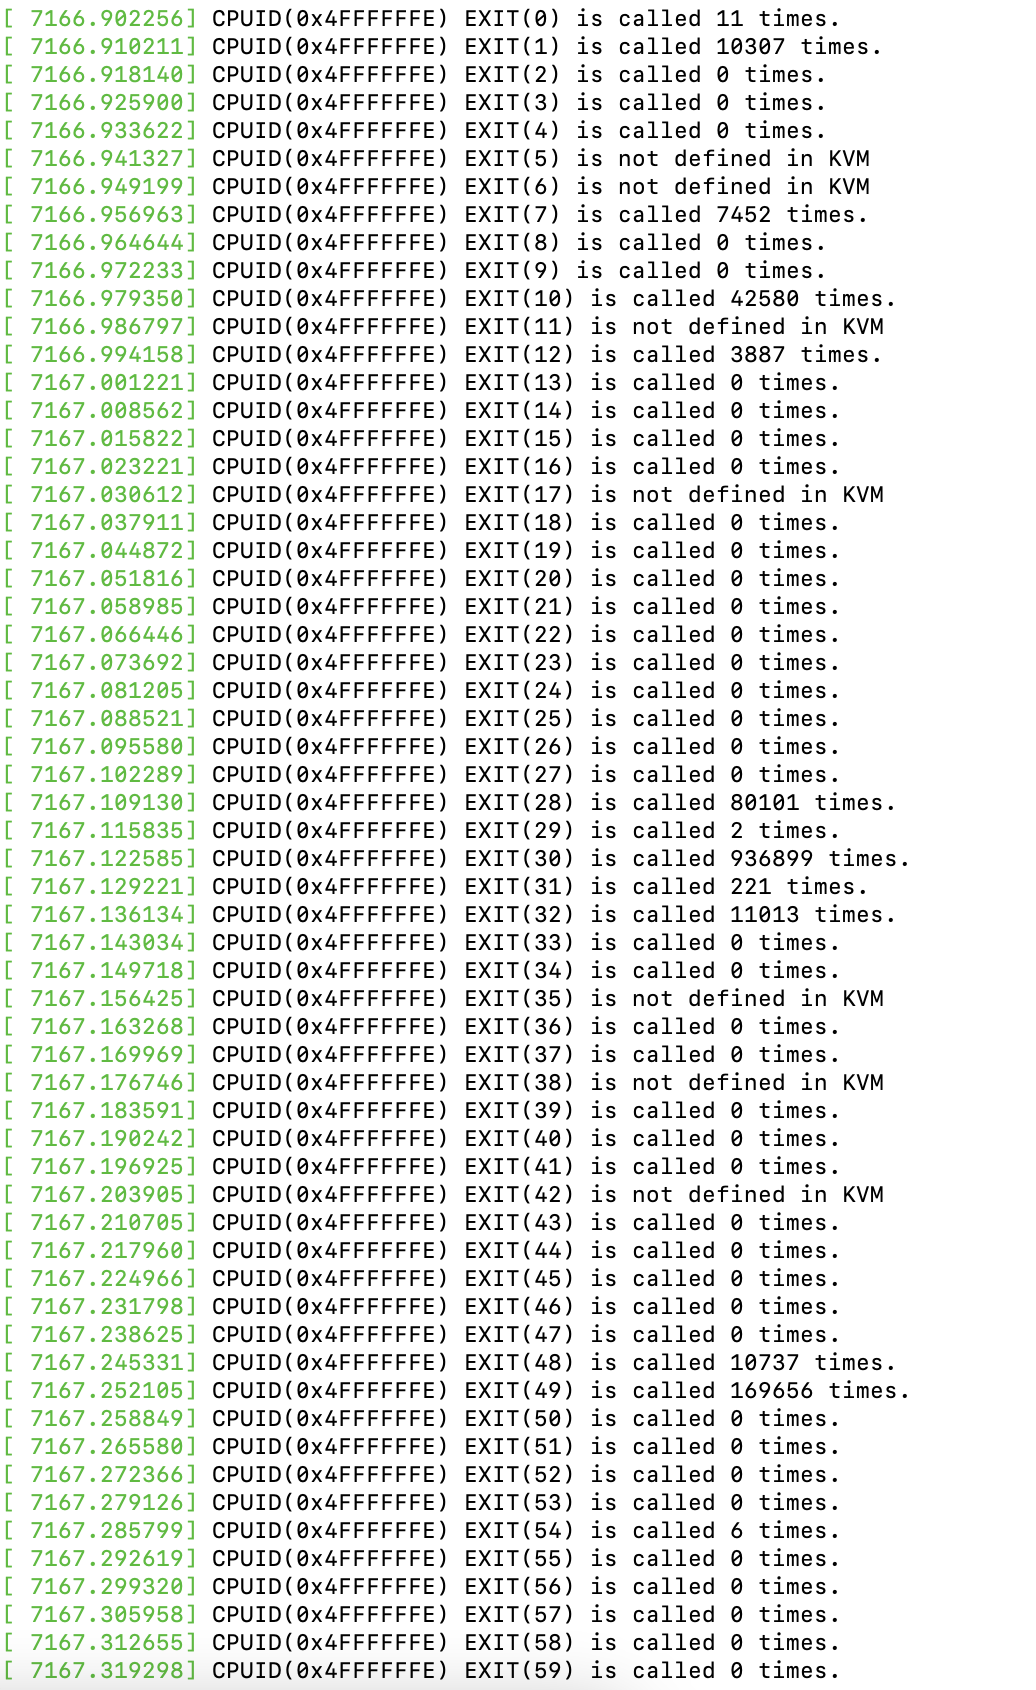 [ 7166.902256] CPUID(0x4FFFFFFE) EXIT(0) is called 11 times.
[ 7166.910211] CPUID(0x4FFFFFFE) EXIT(1) is called 10307 times.
[ 7166.918140] CPUID(0x4FFFFFFE) EXIT(2) is called 0 times.
[ 7166.925900] CPUID(0x4FFFFFFE) EXIT(3) is called 0 times.
[ 7166.933622] CPUID(0x4FFFFFFE) EXIT(4) is called 0 times.
[ 7166.941327] CPUID(0x4FFFFFFE) EXIT(5) is not defined in KVM
[ 7166.949199] CPUID(0x4FFFFFFE) EXIT(6) is not defined in KVM
[ 7166.956963] CPUID(0x4FFFFFFE) EXIT(7) is called 7452 times.
[ 7166.964644] CPUID(0x4FFFFFFE) EXIT(8) is called 0 times.
[ 7166.972233] CPUID(0x4FFFFFFE) EXIT(9) is called 0 times.
[ 7166.979350] CPUID(0x4FFFFFFE) EXIT(10) is called 42580 times.
[ 7166.986797] CPUID(0x4FFFFFFE) EXIT(11) is not defined in KVM
[ 7166.994158] CPUID(0x4FFFFFFE) EXIT(12) is called 3887 times.
[ 7167.001221] CPUID(0x4FFFFFFE) EXIT(13) is called 0 times.
[ 7167.008562] CPUID(0x4FFFFFFE) EXIT(14) is called 0 times.
[ 7167.015822] CPUID(0x4FFFFFFE) EXIT(15) is called 0 times.
[ 7167.023221] CPUID(0x4FFFFFFE) EXIT(16) is called 0 times.
[ 7167.030612] CPUID(0x4FFFFFFE) EXIT(17) is not defined in KVM
[ 7167.037911] CPUID(0x4FFFFFFE) EXIT(18) is called 0 times.
[ 7167.044872] CPUID(0x4FFFFFFE) EXIT(19) is called 0 times.
[ 7167.051816] CPUID(0x4FFFFFFE) EXIT(20) is called 0 times.
[ 7167.058985] CPUID(0x4FFFFFFE) EXIT(21) is called 0 times.
[ 7167.066446] CPUID(0x4FFFFFFE) EXIT(22) is called 0 times.
[ 7167.073692] CPUID(0x4FFFFFFE) EXIT(23) is called 0 times.
[ 7167.081205] CPUID(0x4FFFFFFE) EXIT(24) is called 0 times.
[ 7167.088521] CPUID(0x4FFFFFFE) EXIT(25) is called 0 times.
[ 7167.095580] CPUID(0x4FFFFFFE) EXIT(26) is called 0 times.
[ 7167.102289] CPUID(0x4FFFFFFE) EXIT(27) is called 0 times.
[ 7167.109130] CPUID(0x4FFFFFFE) EXIT(28) is called 80101 times.
[ 7167.115835] CPUID(0x4FFFFFFE) EXIT(29) is called 2 times.
[ 7167.122585] CPUID(0x4FFFFFFE) EXIT(30) is called 936899 times.
[ 7167.129221] CPUID(0x4FFFFFFE) EXIT(31) is called 221 times.
[ 7167.136134] CPUID(0x4FFFFFFE) EXIT(32) is called 11013 times.
[ 7167.143034] CPUID(0x4FFFFFFE) EXIT(33) is called 0 times.
[ 7167.149718] CPUID(0x4FFFFFFE) EXIT(34) is called 0 times.
[ 7167.156425] CPUID(0x4FFFFFFE) EXIT(35) is not defined in KVM
[ 7167.163268] CPUID(0x4FFFFFFE) EXIT(36) is called 0 times.
[ 7167.169969] CPUID(0x4FFFFFFE) EXIT(37) is called 0 times.
[ 7167.176746] CPUID(0x4FFFFFFE) EXIT(38) is not defined in KVM
[ 7167.183591] CPUID(0x4FFFFFFE) EXIT(39) is called 0 times.
[ 7167.190242] CPUID(0x4FFFFFFE) EXIT(40) is called 0 times.
[ 7167.196925] CPUID(0x4FFFFFFE) EXIT(41) is called 0 times.
[ 7167.203905] CPUID(0x4FFFFFFE) EXIT(42) is not defined in KVM
[ 7167.210705] CPUID(0x4FFFFFFE) EXIT(43) is called 0 times.
[ 7167.217960] CPUID(0x4FFFFFFE) EXIT(44) is called 0 times.
[ 7167.224966] CPUID(0x4FFFFFFE) EXIT(45) is called 0 times.
[ 7167.231798] CPUID(0x4FFFFFFE) EXIT(46) is called 0 times.
[ 7167.238625] CPUID(0x4FFFFFFE) EXIT(47) is called 0 times.
[ 7167.245331] CPUID(0x4FFFFFFE) EXIT(48) is called 10737 times.
[ 7167.252105] CPUID(0x4FFFFFFE) EXIT(49) is called 169656 times.
[ 7167.258849] CPUID(0x4FFFFFFE) EXIT(50) is called 0 times.
[ 7167.265580] CPUID(0x4FFFFFFE) EXIT(51) is called 0 times.
[ 7167.272366] CPUID(0x4FFFFFFE) EXIT(52) is called 0 times.
[ 7167.279126] CPUID(0x4FFFFFFE) EXIT(53) is called 0 times.
[ 7167.285799] CPUID(0x4FFFFFFE) EXIT(54) is called 6 times.
[ 7167.292619] CPUID(0x4FFFFFFE) EXIT(55) is called 0 times.
[ 7167.299320] CPUID(0x4FFFFFFE) EXIT(56) is called 0 times.
[ 7167.305958] CPUID(0x4FFFFFFE) EXIT(57) is called 0 times.
[ 7167.312655] CPUID(0x4FFFFFFE) EXIT(58) is called 0 times.
[ 7167.319298] CPUID(0x4FFFFFFE) EXIT(59) is called 0 times.